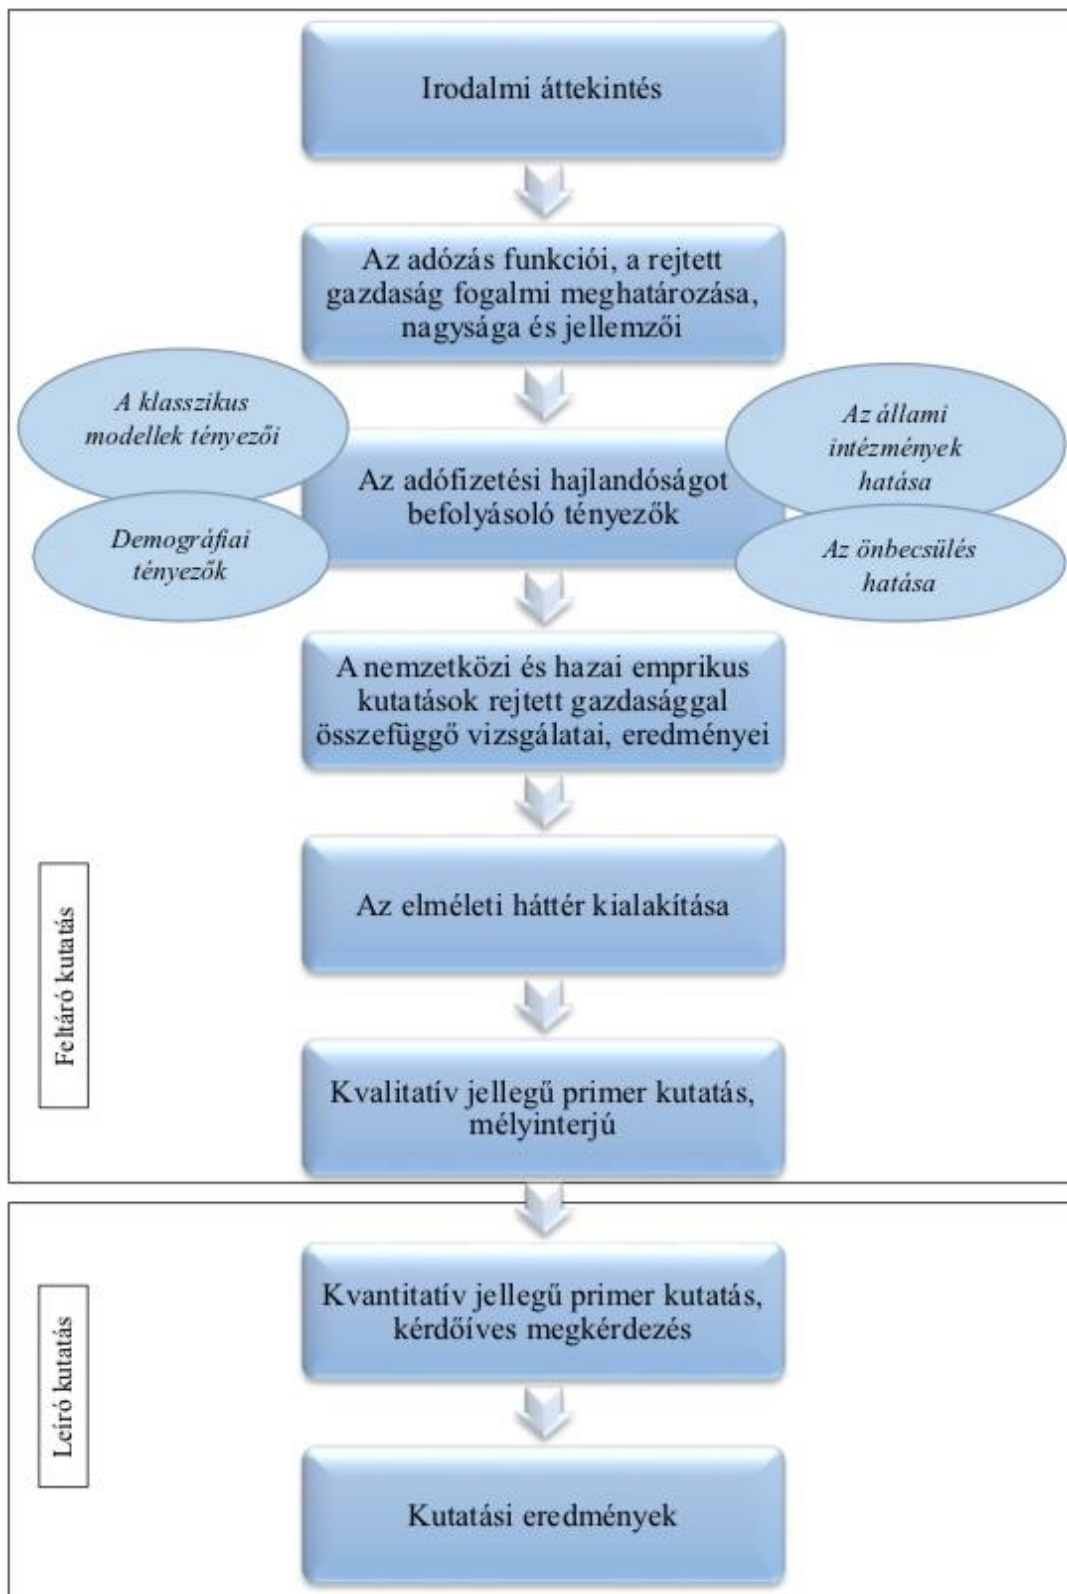 Irodalmi áttekintés
Az adózás funkciói, a rejtett
gazdaság fogalmi meghatározása,
nagysága és jellemzői
A klasszikus
modellek tényezői
Az állami
intézmények
hatása
Az adófizetési hajlandóságot
befolyásoló tényezők
Demográfiai
tényezők
Az önbecsülés
hatása
A nemzetközi és hazai emprikus
kutatások rejtett gazdasággal
összefüggő vizsgálatai, eredményei
Az elméleti háttér kialakítása
Feltáró kutatás
Kvalitatív jellegű primer kutatás,
mélyinterjú
Kvantitatív jellegű primer kutatás,
kérdőíves megkérdezés
Leíró kutatás
Kutatási eredmények